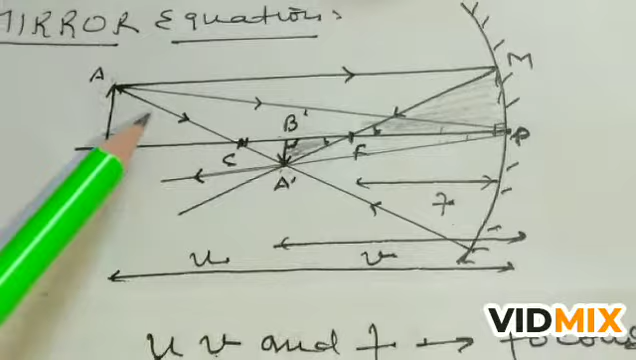 MIRROR Equation:
A
M
B'
C
F
P
A'
f
u
v
u v and f → focus
VIDMIX